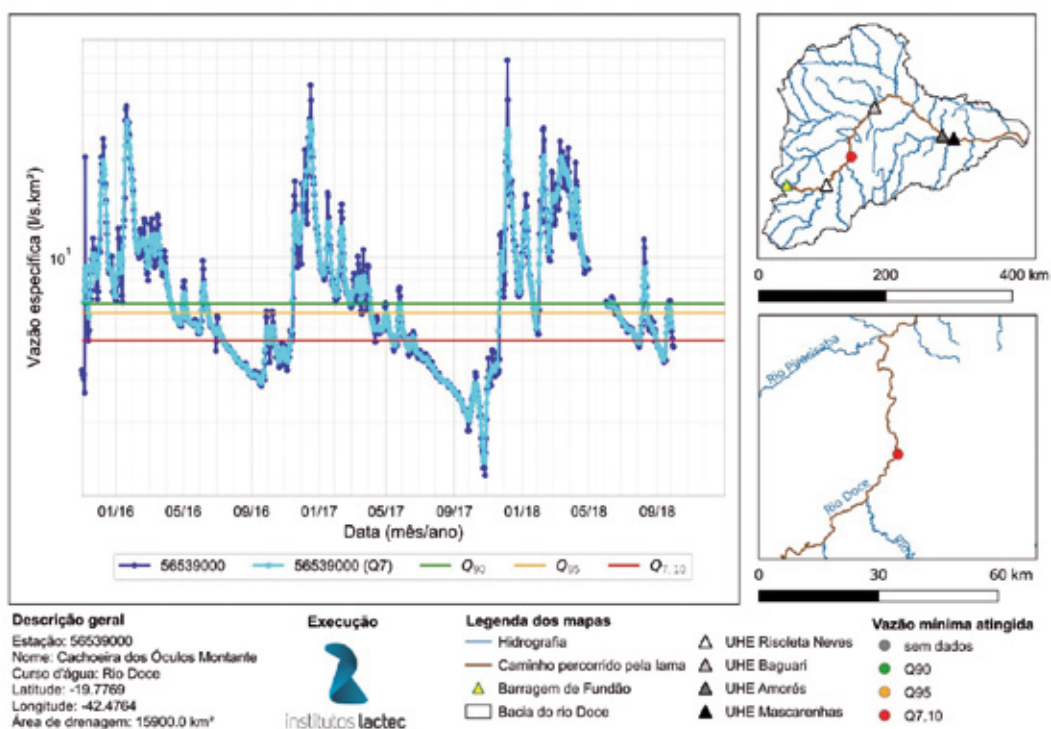 Vazão específica (l/s.km²)
10¹
01/16 05/16 09/16 01/17 05/17 09/17 01/18 05/18 09/18
Data (mês/ano)
56539000 56539000 (Q7) Q90 Q95 Q7,10
0 200 400 km
Rio Piracicaba
Rio Doce
0 30 60 km
Descrição geral
Estação: 56539000
Nome: Cachoeira dos Óculos Montante
Curso d'água: Rio Doce
Latitude: -19.7769
Longitude: -42.4764
Área de drenagem: 15900.0 km²
Execução
institutos lactec
Legenda dos mapas
Hidrografia
Caminho percorrido pela lama
Barragem de Fundão
Bacia do rio Doce
UHE Riscleta Neves
UHE Baguari
UHE Amorés
UHE Mascarenhas
Vazão mínima atingida
sem dados
Q90
Q95
Q7,10